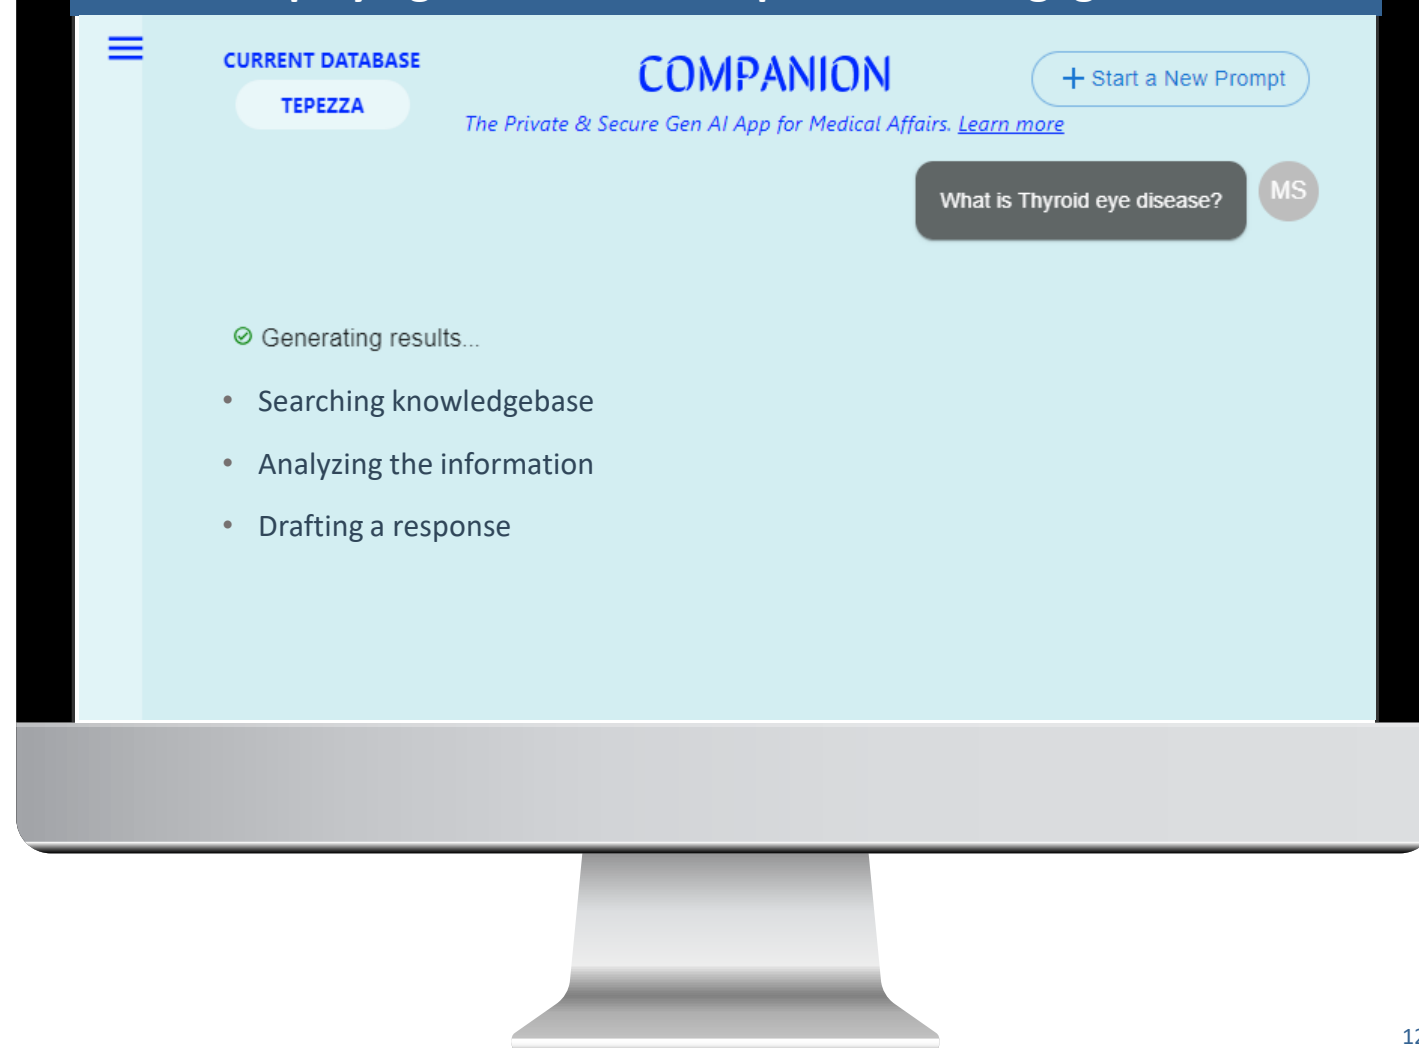 CURRENT DATABASE
TEPEZZA
COMPANION
The Private & Secure Gen AI App for Medical Affairs. Learn more
+ Start a New Prompt
What is Thyroid eye disease?
MS
Generating results...
• Searching knowledgebase
• Analyzing the information
• Drafting a response
12